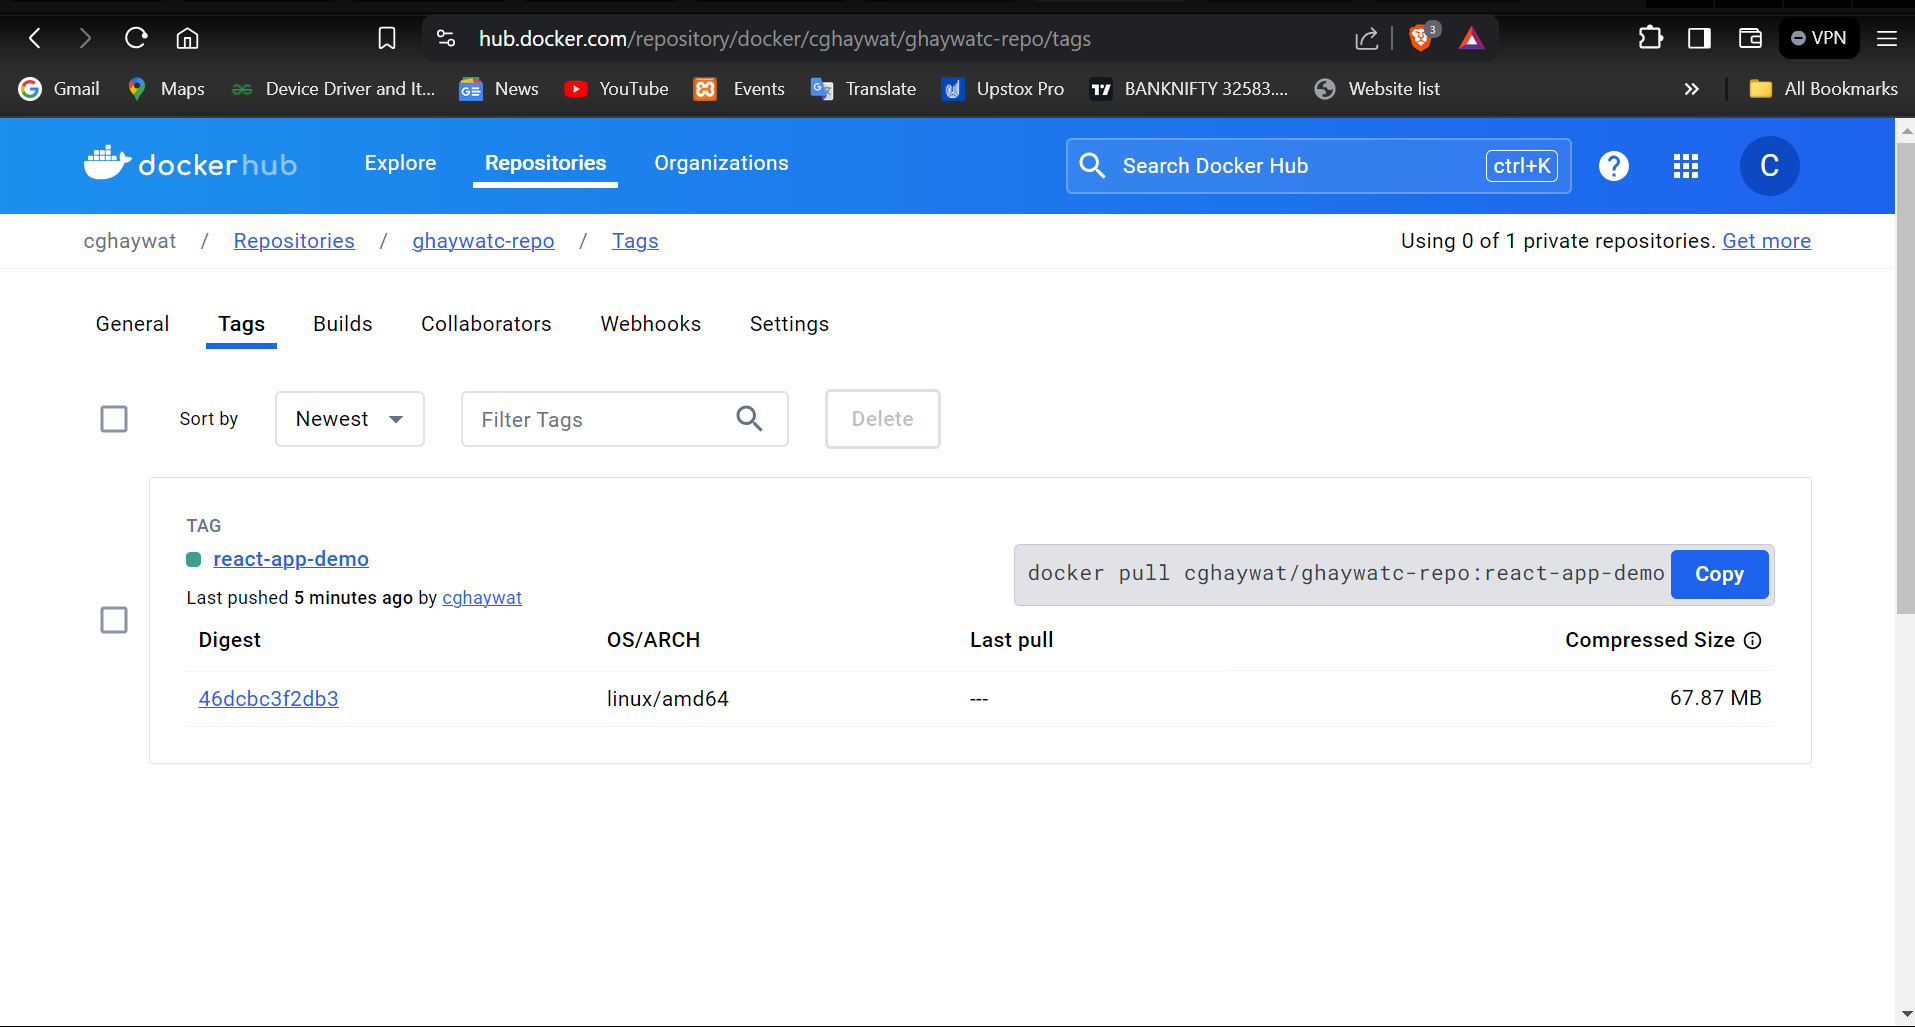 hub.docker.com/repository/docker/cghaywat/ghaywatc-repo/tags 3 VPN
Gmail Maps Device Driver and It... News YouTube Events Translate Upstox Pro BANKNIFTY 32583.... Website list » All Bookmarks
dockerhub Explore Repositories Organizations Search Docker Hub ctrl+K ? C
cghaywat / Repositories / ghaywatc-repo / Tags Using 0 of 1 private repositories. Get more
General Tags Builds Collaborators Webhooks Settings
Sort by Newest Filter Tags Delete
TAG
react-app-demo
docker pull cghaywat/ghaywatc-repo:react-app-demo Copy
Last pushed 5 minutes ago by cghaywat
Digest OS/ARCH Last pull Compressed Size
46dcbc3f2db3 linux/amd64 --- 67.87 MB